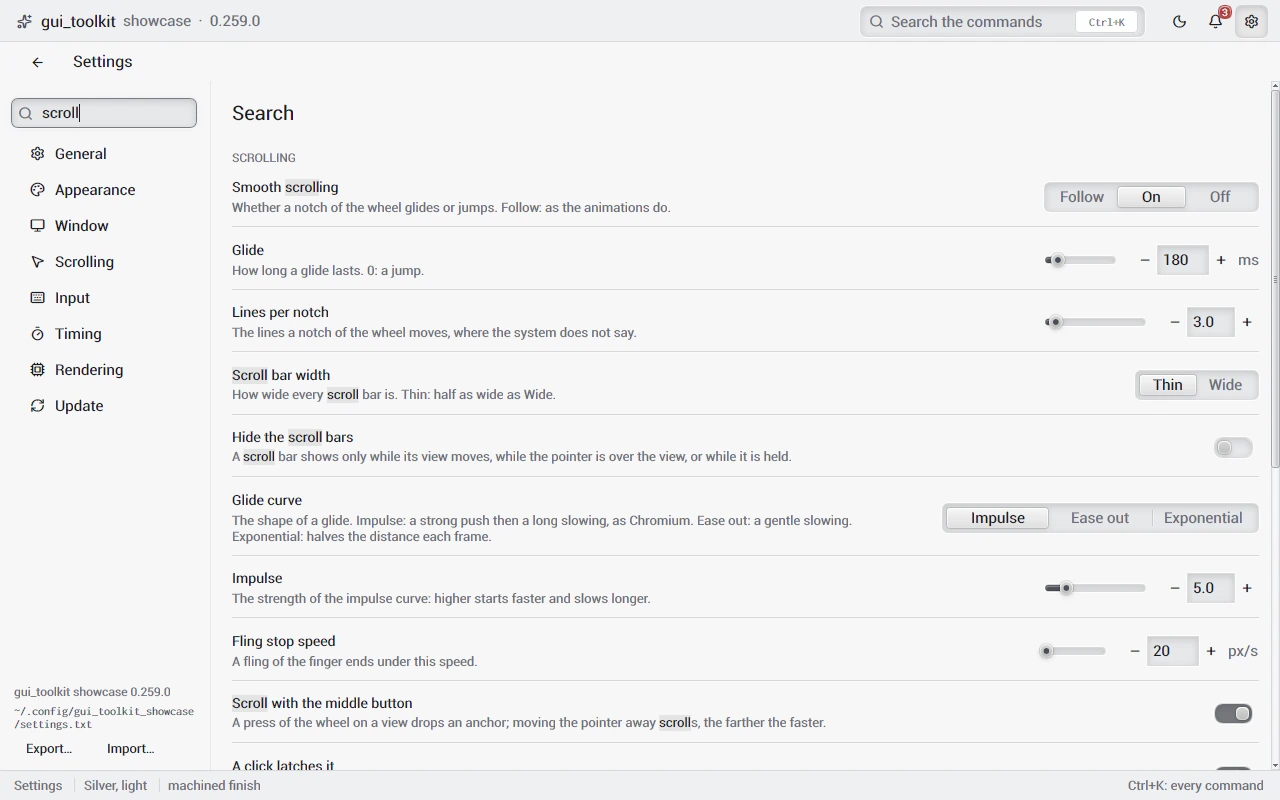 gui_toolkit showcase · 0.259.0
Search the commands Ctrl+K
3
Settings
scroll
General
Appearance
Window
Scrolling
Input
Timing
Rendering
Update
gui_toolkit showcase 0.259.0
~/.config/gui_toolkit_showcase
/settings.txt
Export...
Import...
Search
SCROLLING
Smooth scrolling
Whether a notch of the wheel glides or jumps. Follow: as the animations do.
Follow On Off
Glide
How long a glide lasts. 0: a jump.
− 180 + ms
Lines per notch
The lines a notch of the wheel moves, where the system does not say.
− 3.0 +
Scroll bar width
How wide every scroll bar is. Thin: half as wide as Wide.
Thin Wide
Hide the scroll bars
A scroll bar shows only while its view moves, while the pointer is over the view, or while it is held.
Glide curve
The shape of a glide. Impulse: a strong push then a long slowing, as Chromium. Ease out: a gentle slowing.
Exponential: halves the distance each frame.
Impulse Ease out Exponential
Impulse
The strength of the impulse curve: higher starts faster and slows longer.
− 5.0 +
Fling stop speed
A fling of the finger ends under this speed.
− 20 + px/s
Scroll with the middle button
A press of the wheel on a view drops an anchor; moving the pointer away scrolls, the farther the faster.
A click latches it
Settings
Silver, light
machined finish
Ctrl+K: every command